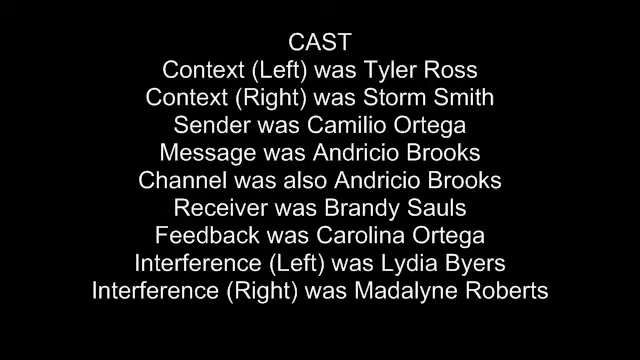 CAST
Context (Left) was Tyler Ross
Context (Right) was Storm Smith
Sender was Camilio Ortega
Message was Andricio Brooks
Channel was also Andricio Brooks
Receiver was Brandy Sauls
Feedback was Carolina Ortega
Interference (Left) was Lydia Byers
Interference (Right) was Madalyne Roberts